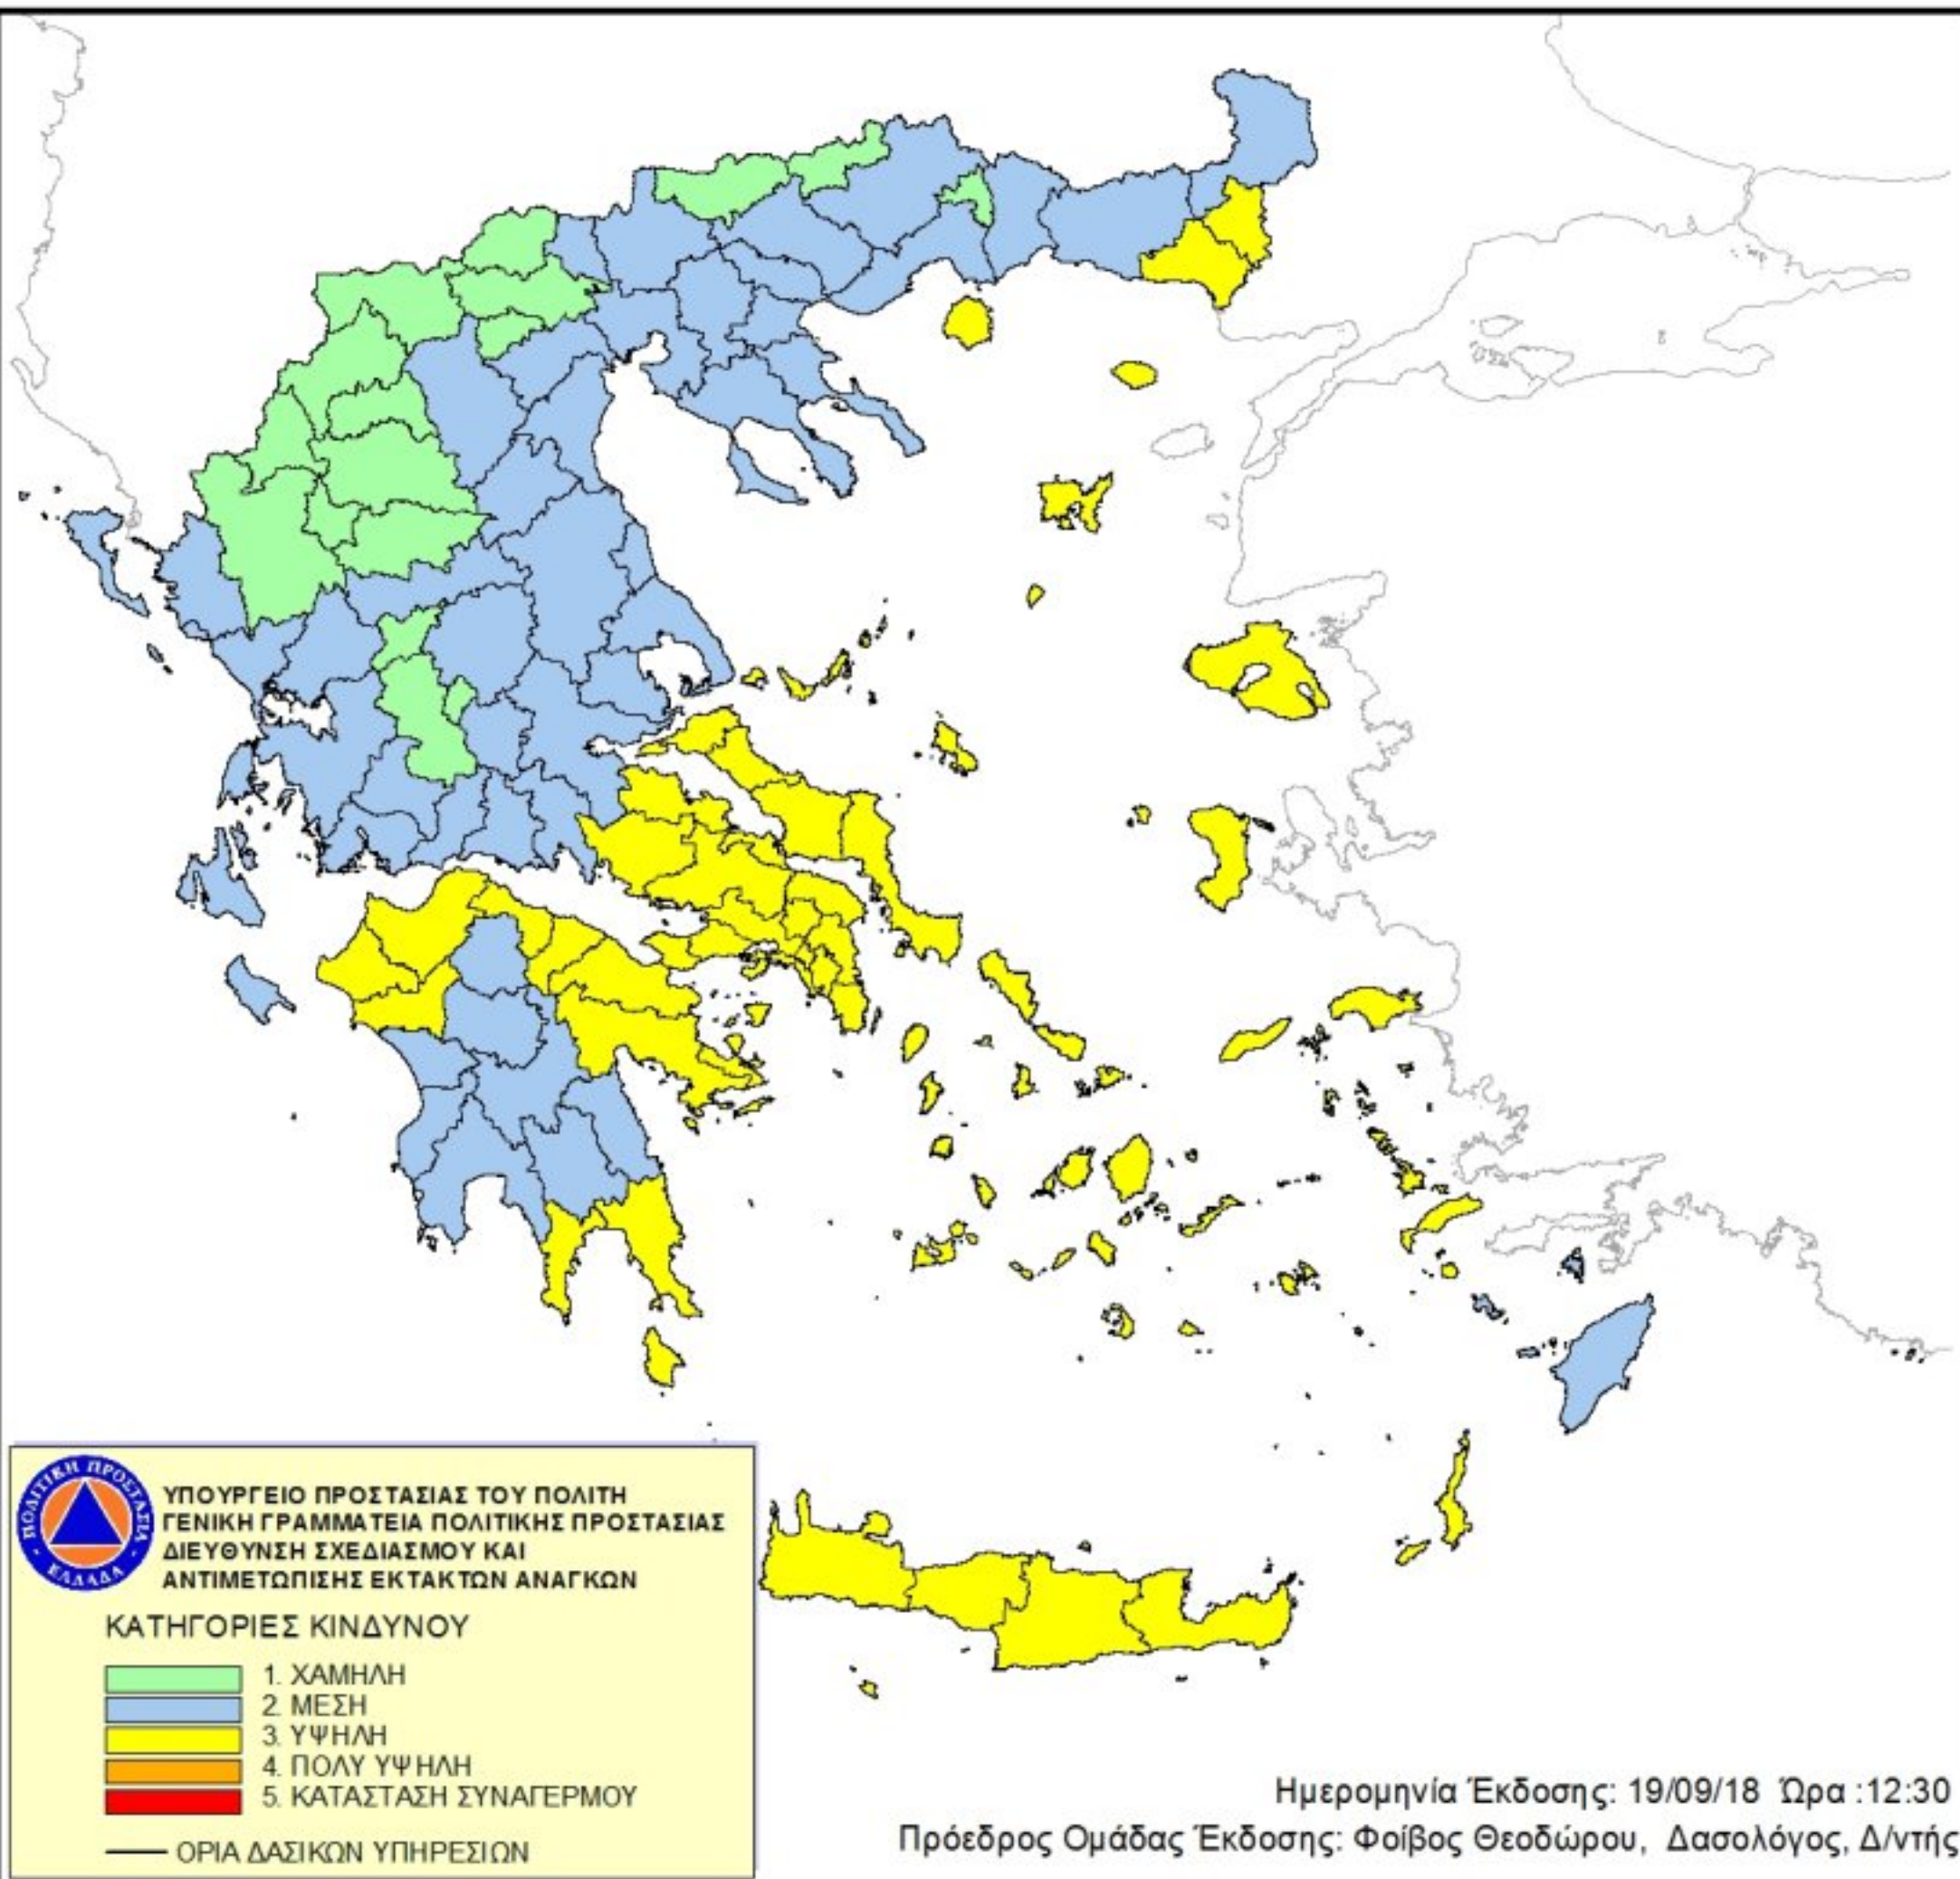 ΠΟΛΙΤΙΚΗ ΠΡΟΣΤΑΣΙΑ
ΕΛΛΑΔΑ
ΥΠΟΥΡΓΕΙΟ ΠΡΟΣΤΑΣΙΑΣ ΤΟΥ ΠΟΛΙΤΗ
ΓΕΝΙΚΗ ΓΡΑΜΜΑΤΕΙΑ ΠΟΛΙΤΙΚΗΣ ΠΡΟΣΤΑΣΙΑΣ
ΔΙΕΥΘΥΝΣΗ ΣΧΕΔΙΑΣΜΟΥ ΚΑΙ
ΑΝΤΙΜΕΤΩΠΙΣΗΣ ΕΚΤΑΚΤΩΝ ΑΝΑΓΚΩΝ
ΚΑΤΗΓΟΡΙΕΣ ΚΙΝΔΥΝΟΥ
1. ΧΑΜΗΛΗ
2. ΜΕΣΗ
3. ΥΨΗΛΗ
4. ΠΟΛΥ ΥΨΗΛΗ
5. ΚΑΤΑΣΤΑΣΗ ΣΥΝΑΓΕΡΜΟΥ
ΟΡΙΑ ΔΑΣΙΚΩΝ ΥΠΗΡΕΣΙΩΝ
Ημερομηνία Έκδοσης: 19/09/18 Ώρα :12:30
Πρόεδρος Ομάδας Έκδοσης: Φοίβος Θεοδώρου, Δασολόγος, Δ/ντής